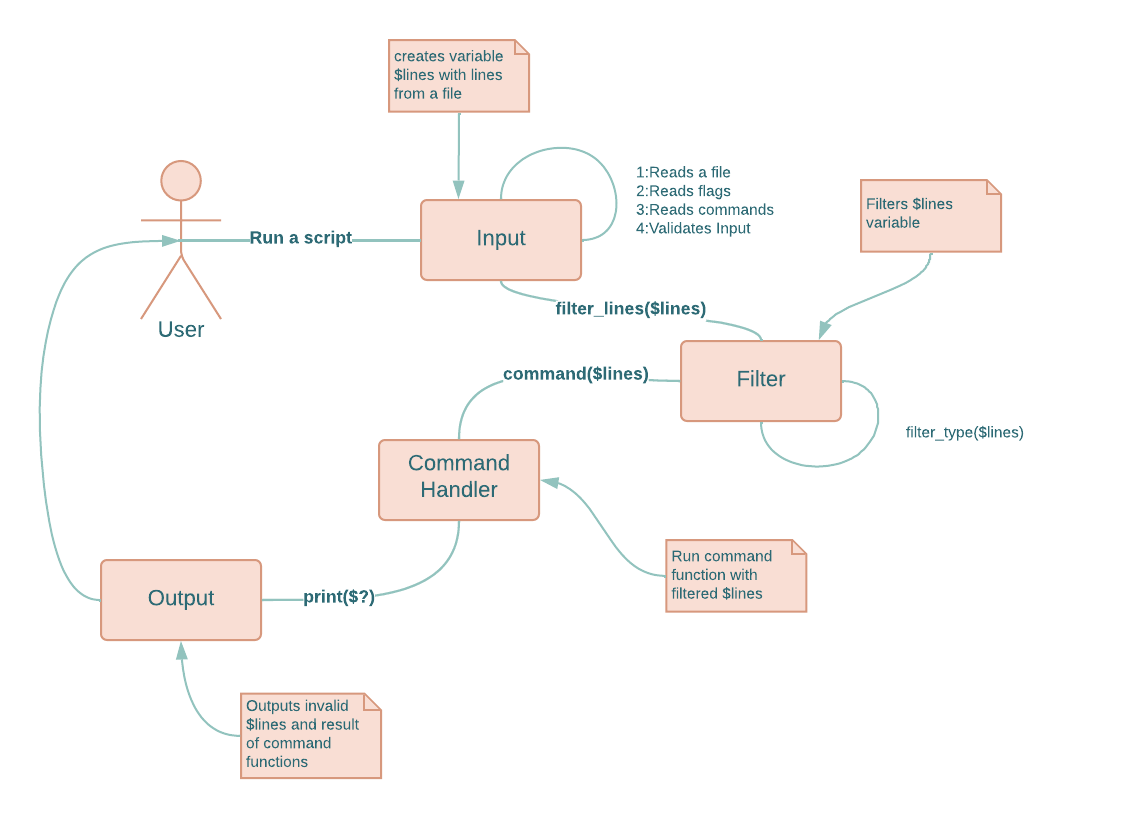 creates variable
$lines with lines
from a file
1:Reads a file
2:Reads flags
3:Reads commands
4:Validates Input
Filters $lines
variable
Run a script
Input
User
filter_lines($lines)
command($lines)
Filter
filter_type($lines)
Command
Handler
Run command
function with
filtered $lines
Output
print($?)
Outputs invalid
$lines and result
of command
functions